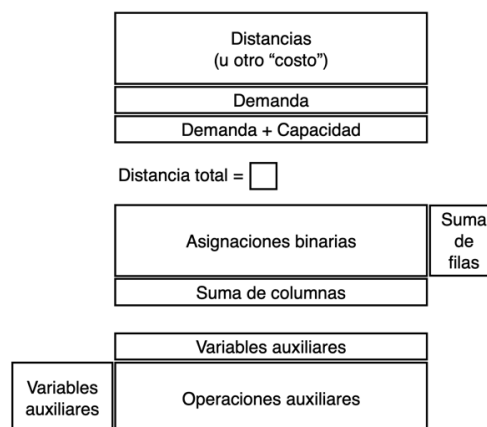 Distancias
(u otro “costo”)
Demanda
Demanda + Capacidad
Distancia total =
Asignaciones binarias
Suma
de
filas
Suma de columnas
Variables auxiliares
Variables
auxiliares
Operaciones auxiliares